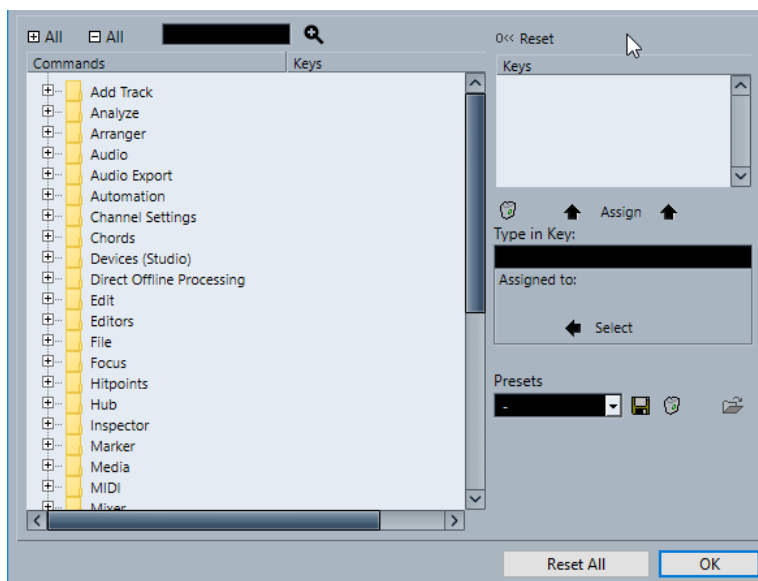 All All
0<< Reset
Commands Keys
Keys
Add Track
Analyze
Arranger
Audio
Audio Export
Automation
Channel Settings
Chords
Devices (Studio)
Direct Offline Processing
Edit
Editors
File
Focus
Hitpoints
Hub
Inspector
Marker
Media
MIDI
Mixer
Assign
Type in Key:
Assigned to:
Select
Presets
-
Reset All OK